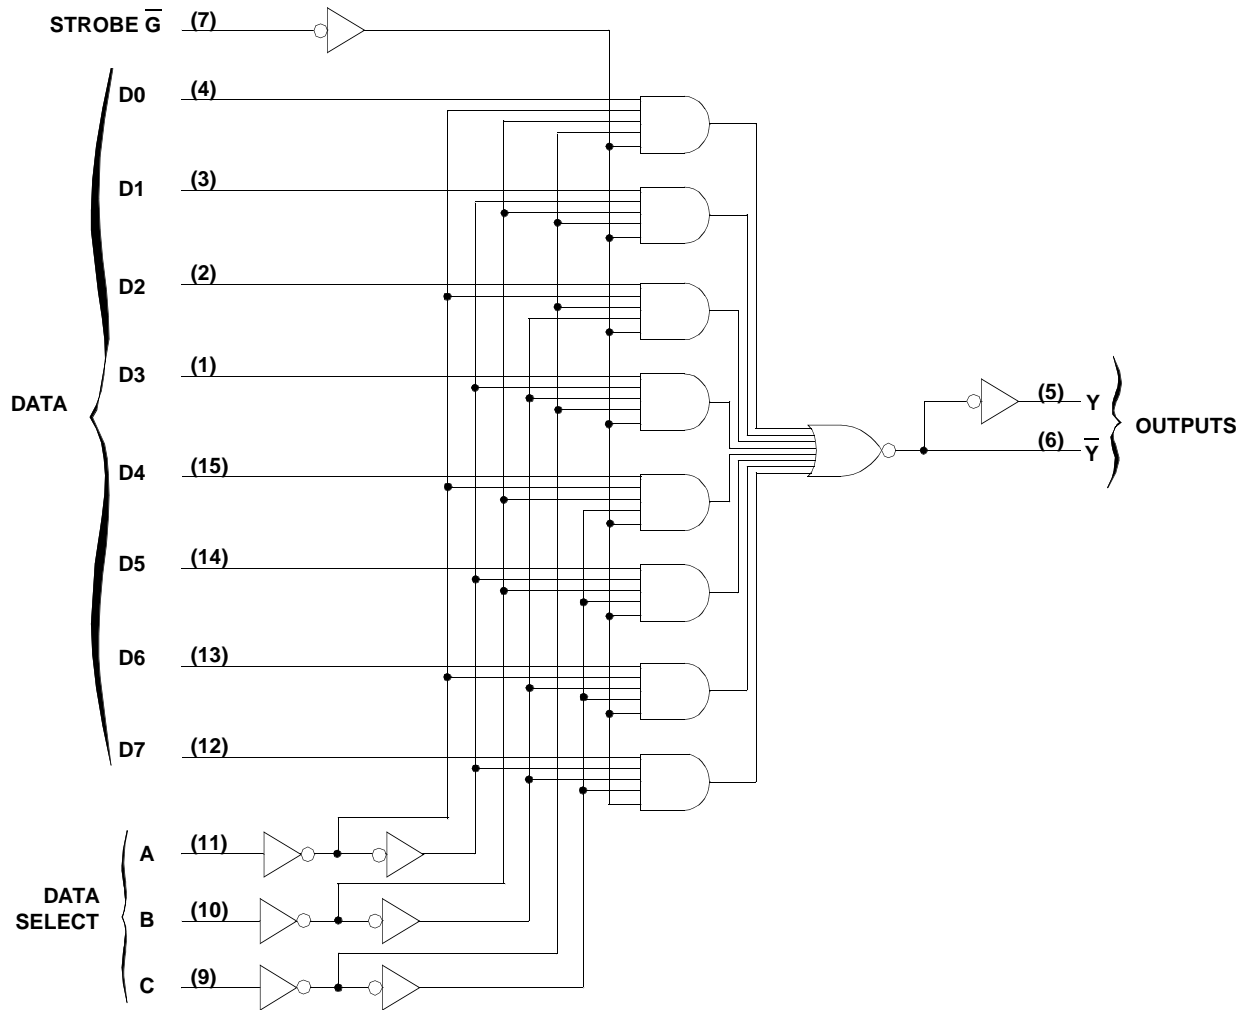 STROBE G̅ (7)
D0 (4)
D1 (3)
D2 (2)
D3 (1)
DATA
D4 (15)
D5 (14)
D6 (13)
D7 (12)
(5) Y
(6) Y̅
OUTPUTS
A (11)
DATA
SELECT
B (10)
C (9)